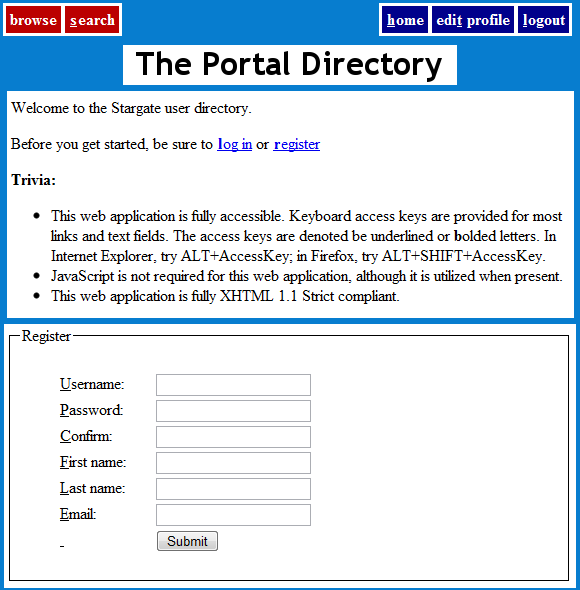 browse search home edit profile logout
The Portal Directory
Welcome to the Stargate user directory.
Before you get started, be sure to log in or register
Trivia:
This web application is fully accessible. Keyboard access keys are provided for most
links and text fields. The access keys are denoted be underlined or bolded letters. In
Internet Explorer, try ALT+AccessKey; in Firefox, try ALT+SHIFT+AccessKey.
JavaScript is not required for this web application, although it is utilized when present.
This web application is fully XHTML 1.1 Strict compliant.
Register
Username:
Password:
Confirm:
First name:
Last name:
Email:
Submit